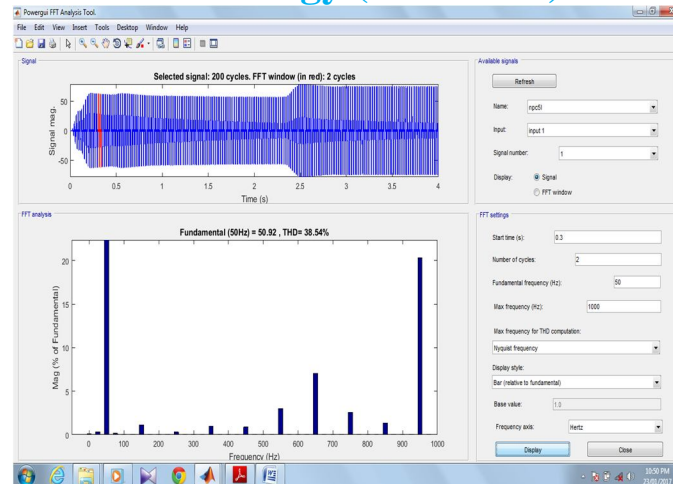 Powergui FFT Analysis Tool.
File Edit View Insert Tools Desktop Window Help
Signal
Selected signal: 200 cycles. FFT window (in red): 2 cycles
Signal mag.
50
0
-50
0 0.5 1 1.5 2 2.5 3 3.5 4
Time (s)
FFT analysis
Fundamental (50Hz) = 50.92 , THD= 38.54%
Mag (% of Fundamental)
20
15
10
5
0
0 100 200 300 400 500 600 700 800 900 1000
Frequency (Hz)
Available signals
Refresh
Name: npc5l
Input: input 1
Signal number: 1
Display: Signal
FFT window
FFT settings
Start time (s): 0.3
Number of cycles: 2
Fundamental frequency (Hz): 50
Max frequency (Hz): 1000
Max frequency for THD computation:
Nyquist frequency
Display style:
Bar (relative to fundamental)
Base value: 1.0
Frequency axis: Hertz
Display Close
10:50 PM
23/01/2017